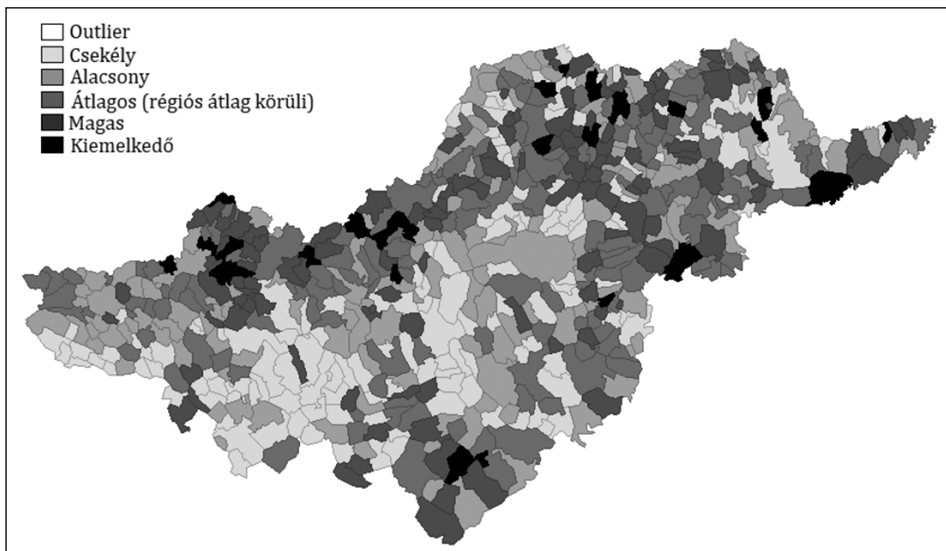 Outlier
Csekély
Alacsony
Átlagos (régiós átlag körüli)
Magas
Kiemelkedő